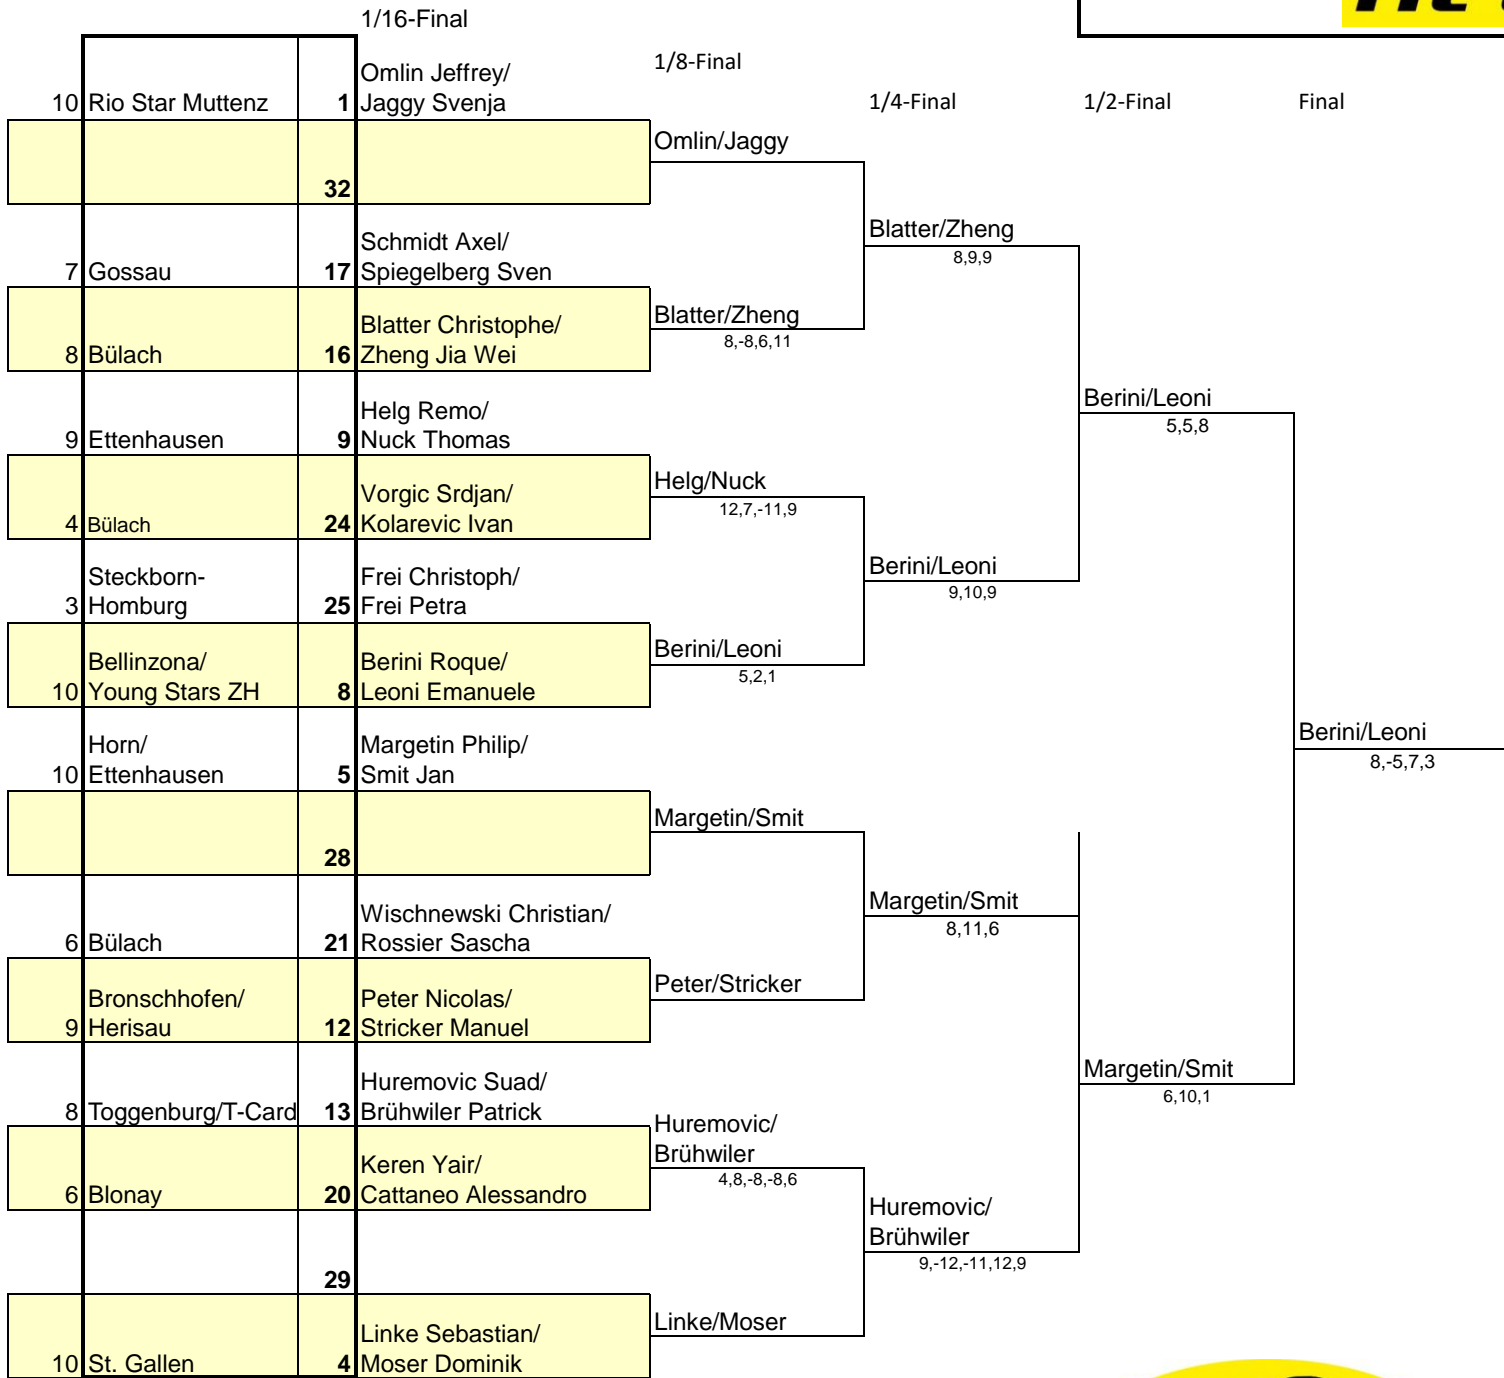 1/16-Final
1/8-Final
1/4-Final
1/2-Final
Final
10 Rio Star Muttenz 1 Omlin Jeffrey/
Jaggy Svenja
Omlin/Jaggy
32
Blatter/Zheng
8,9,9
7 Gossau 17 Schmidt Axel/
Spiegelberg Sven
Blatter/Zheng
8,-8,6,11
8 Bülach 16 Blatter Christophe/
Zheng Jia Wei
Berini/Leoni
5,5,8
9 Ettenhausen 9 Helg Remo/
Nuck Thomas
Helg/Nuck
12,7,-11,9
4 Bülach 24 Vorgic Srdjan/
Kolarevic Ivan
Berini/Leoni
9,10,9
3 Steckborn-
Homburg
25 Frei Christoph/
Frei Petra
Berini/Leoni
5,2,1
10 Bellinzona/
Young Stars ZH
8 Berini Roque/
Leoni Emanuele
Berini/Leoni
8,-5,7,3
10 Horn/
Ettenhausen
5 Margetin Philip/
Smit Jan
Margetin/Smit
28
Margetin/Smit
8,11,6
6 Bülach 21 Wischnewski Christian/
Rossier Sascha
Peter/Stricker
9 Bronschhofen/
Herisau
12 Peter Nicolas/
Stricker Manuel
Margetin/Smit
6,10,1
8 Toggenburg/T-Card 13 Huremovic Suad/
Brühwiler Patrick
Huremovic/
Brühwiler
4,8,-8,-8,6
6 Blonay 20 Keren Yair/
Cattaneo Alessandro
Huremovic/
Brühwiler
9,-12,-11,12,9
29
Linke/Moser
10 St. Gallen 4 Linke Sebastian/
Moser Dominik